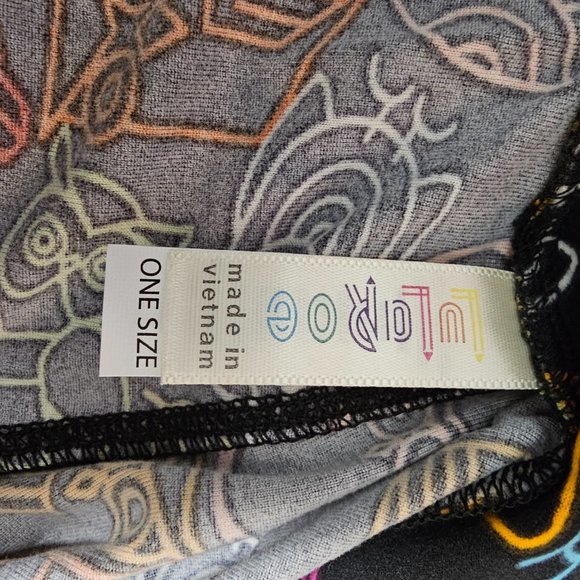 LuLaRoe
made in
vietnam
ONE SIZE